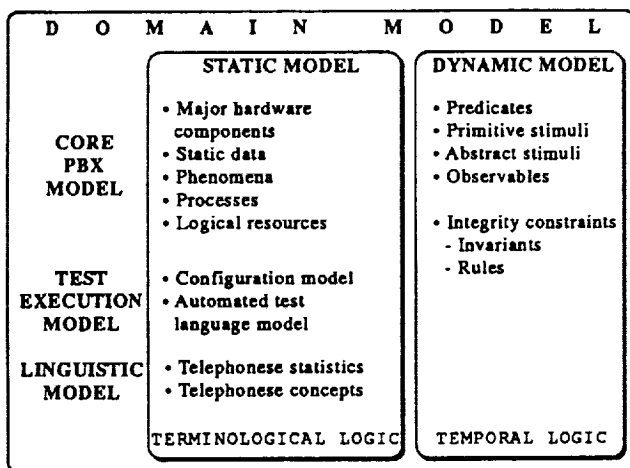 D O M A I N M O D E L
STATIC MODEL
DYNAMIC MODEL
CORE
PBX
MODEL
• Major hardware
components
• Static data
• Phenomena
• Processes
• Logical resources
• Predicates
• Primitive stimuli
• Abstract stimuli
• Observables
• Integrity constraints
- Invariants
- Rules
TEST
EXECUTION
MODEL
• Configuration model
• Automated test
language model
LINGUISTIC
MODEL
• Telephonese statistics
• Telephonese concepts
TERMINOLOGICAL LOGIC
TEMPORAL LOGIC